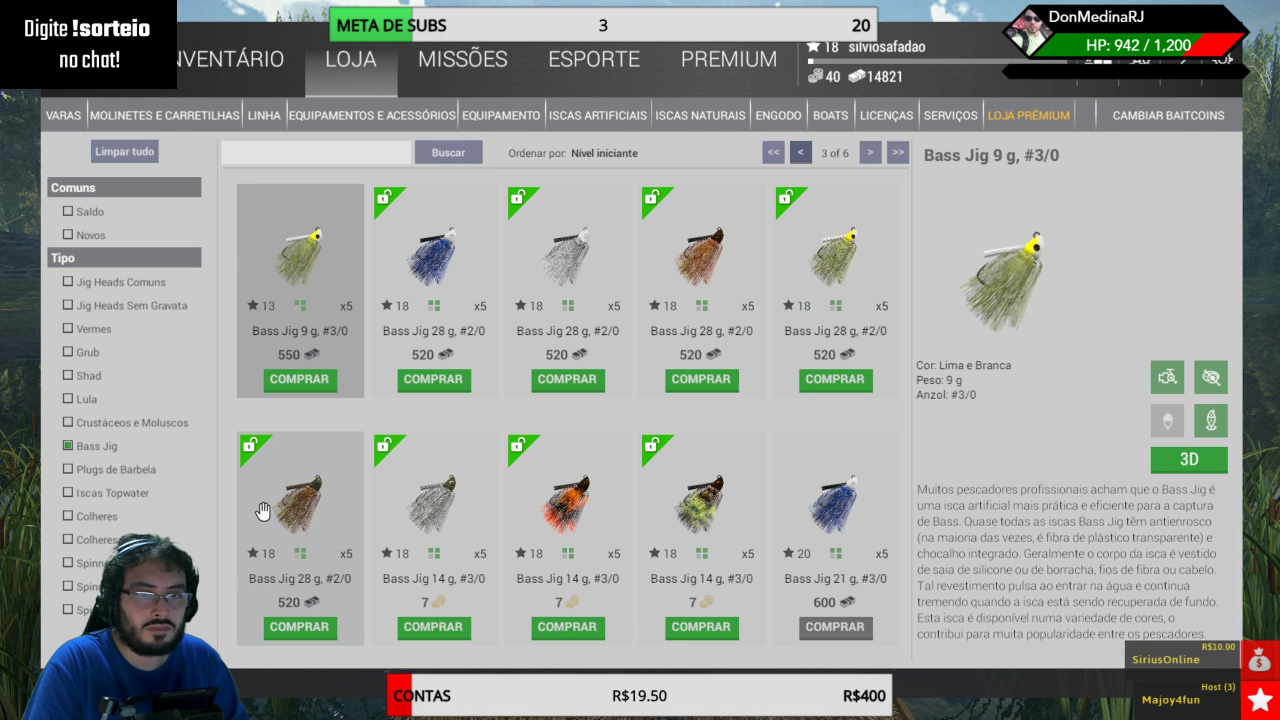 Digite !sorteio
no chat!
META DE SUBS 3 20
DonMedinaRJ
HP: 942 / 1,200
NVENTÁRIO LOJA MISSÕES ESPORTE PREMIUM
18 silviosafadao
40 14821
VARAS MOLINETES E CARRETILHAS LINHA EQUIPAMENTOS E ACESSÓRIOS EQUIPAMENTO ISCAS ARTIFICIAIS ISCAS NATURAIS ENGODO BOATS LICENÇAS SERVIÇOS LOJA PRÊMIUM CAMBIAR BAITCOINS
Limpar tudo
Buscar
Ordenar por: Nível iniciante
<< < 3 of 6 > >>
Comuns
Saldo
Novos
Tipo
Jig Heads Comuns
Jig Heads Sem Gravata
Vermes
Grub
Shad
Lula
Crustáceos e Moluscos
Bass Jig
Plugs de Barbela
Iscas Topwater
Colheres
Colheres
13 x5 18 x5 18 x5 18 x5 18 x5
Bass Jig 9 g, #3/0 Bass Jig 28 g, #2/0 Bass Jig 28 g, #2/0 Bass Jig 28 g, #2/0 Bass Jig 28 g, #2/0
550 520 520 520 520
COMPRAR COMPRAR COMPRAR COMPRAR COMPRAR
18 x5 18 x5 18 x5 18 x5 20 x5
Bass Jig 28 g, #2/0 Bass Jig 14 g, #3/0 Bass Jig 14 g, #3/0 Bass Jig 14 g, #3/0 Bass Jig 21 g, #3/0
520 7 7 7 600
COMPRAR COMPRAR COMPRAR COMPRAR COMPRAR
Bass Jig 9 g, #3/0
Cor: Lima e Branca
Peso: 9 g
Anzol: #3/0
3D
Muitos pescadores profissionais acham que o Bass Jig é
uma isca artificial mais prática e eficiente para a captura
de Bass. Quase todas as iscas Bass Jig têm antienrosco
(na maioria das vezes, é fibra de plástico transparente) e
chocalho integrado. Geralmente o corpo da isca é vestido
de saia de silicone ou de borracha, fios de fibra ou cabelo.
Tal revestimento pulsa ao entrar na água e continua
tremendo quando a isca está sendo recuperada de fundo.
Esta isca é disponível numa variedade de cores, o
contribui para muita popularidade entre os pescadores.
R$10.00
SiriusOnline
Host (3)
Majoy4fun
CONTAS R$19.50 R$400